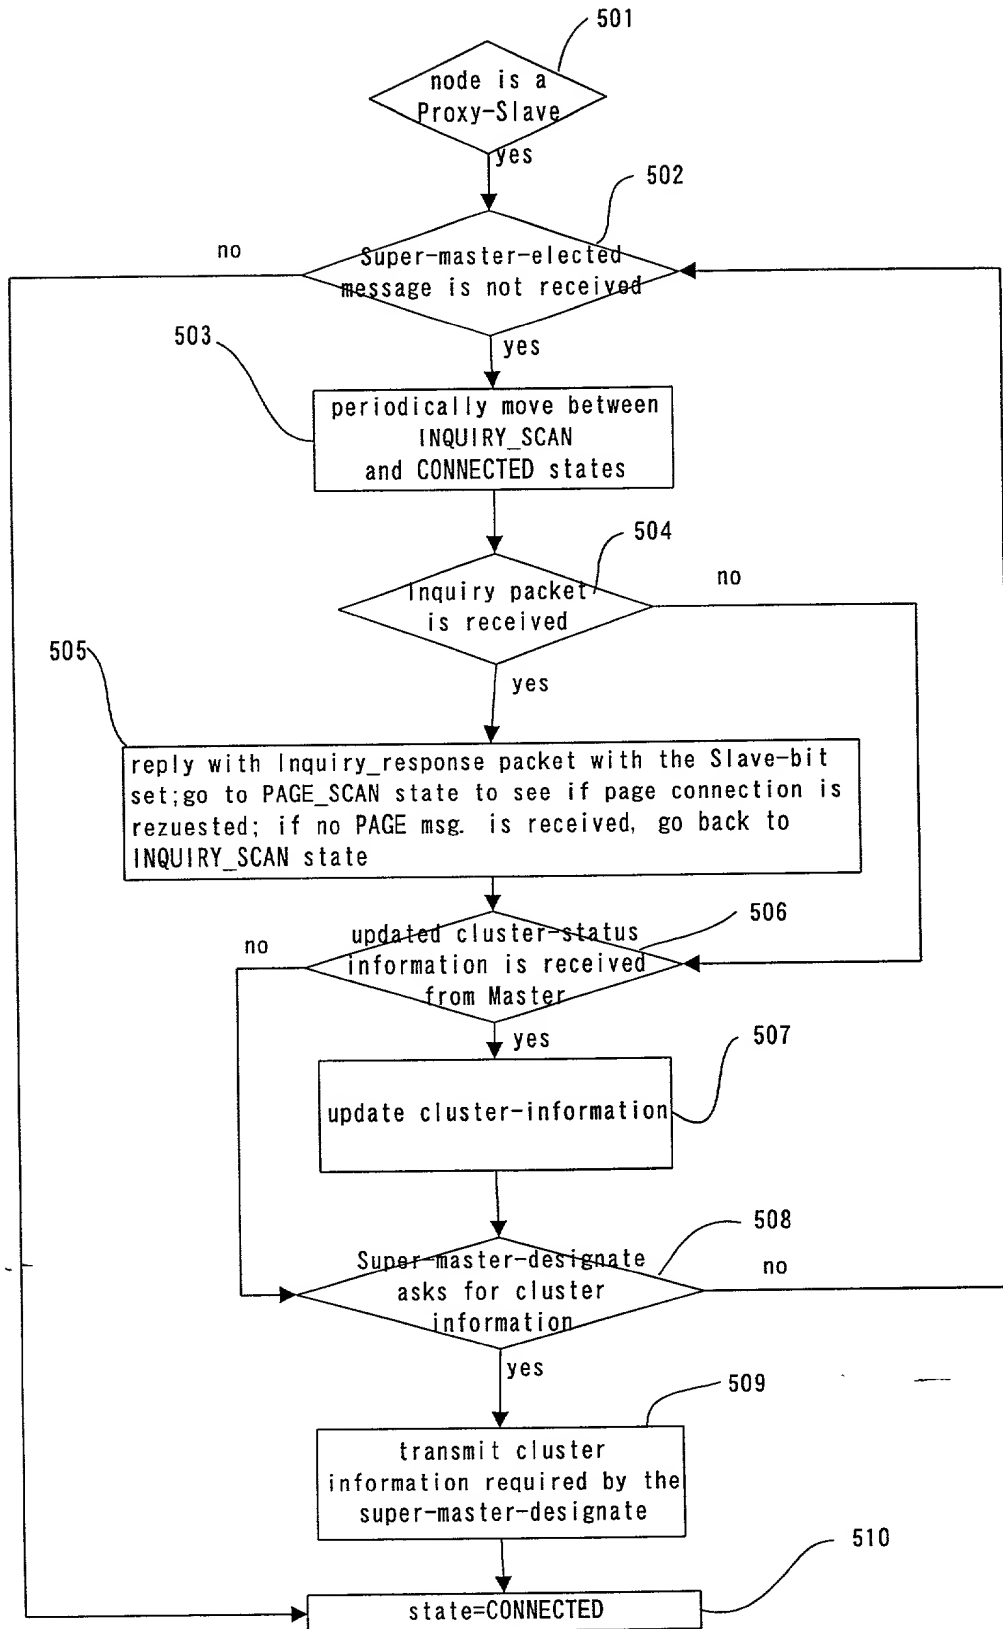 501
node is a
Proxy-Slave
yes
502
no
Super-master-elected
message is not received
503
yes
periodically move between
INQUIRY_SCAN
and CONNECTED states
504
no
Inquiry packet
is received
505
yes
reply with Inquiry_response packet with the Slave-bit
set;go to PAGE_SCAN state to see if page connection is
rezuested; if no PAGE msg. is received, go back to
INQUIRY_SCAN state
506
no
updated cluster-status
information is received
from Master
yes
507
update cluster-information
508
Super-master-designate
asks for cluster
information
no
yes
509
transmit cluster
information required by the
super-master-designate
510
state=CONNECTED